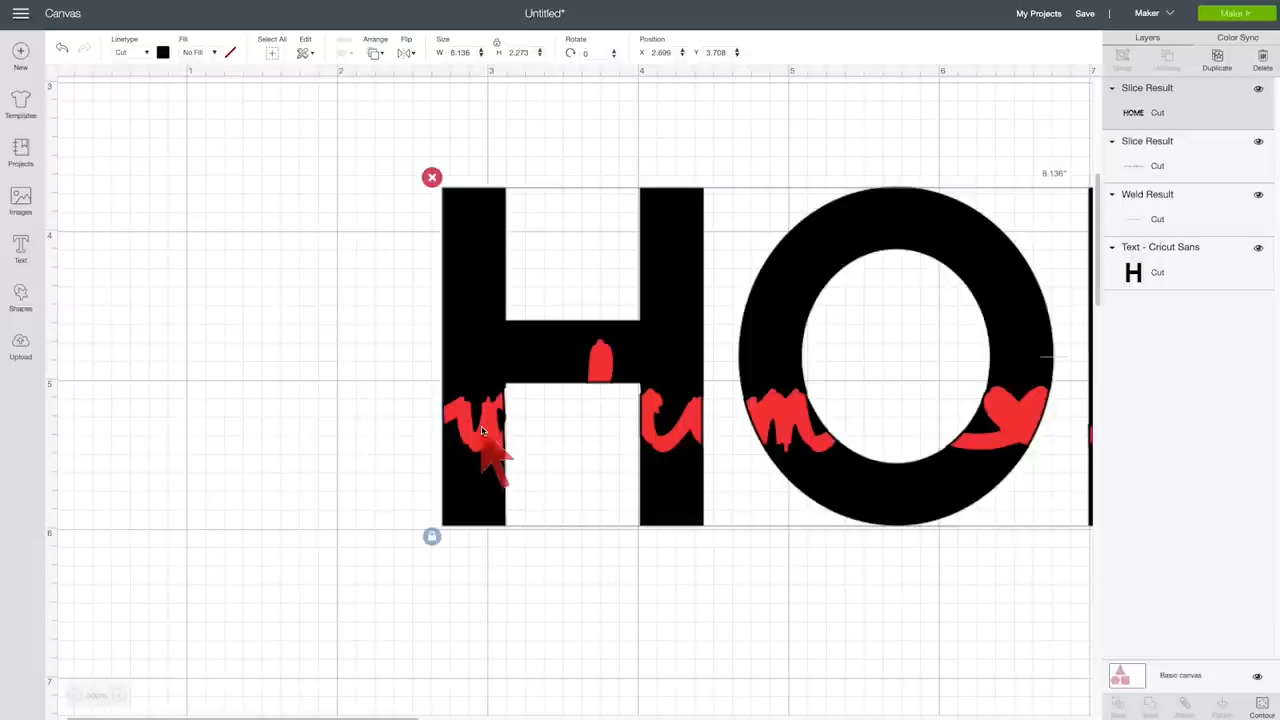 Canvas
Untitled*
My Projects
Save
|
Maker
Make It
Linetype
Cut
Fill
No Fill
Select All
Edit
Arrange
Flip
Size
W 8.136
H 2.273
Rotate
0
Position
X 2.699
Y 3.708
Layers
Color Sync
Duplicate
Delete
New
Templates
Projects
Images
Text
Shapes
Upload
1 2 3 4 5 6 7
3
4
5
6
7
8.136"
HO
Slice Result
HOME Cut
Slice Result
Cut
Weld Result
Cut
Text - Cricut Sans
H Cut
Basic canvas
Contour